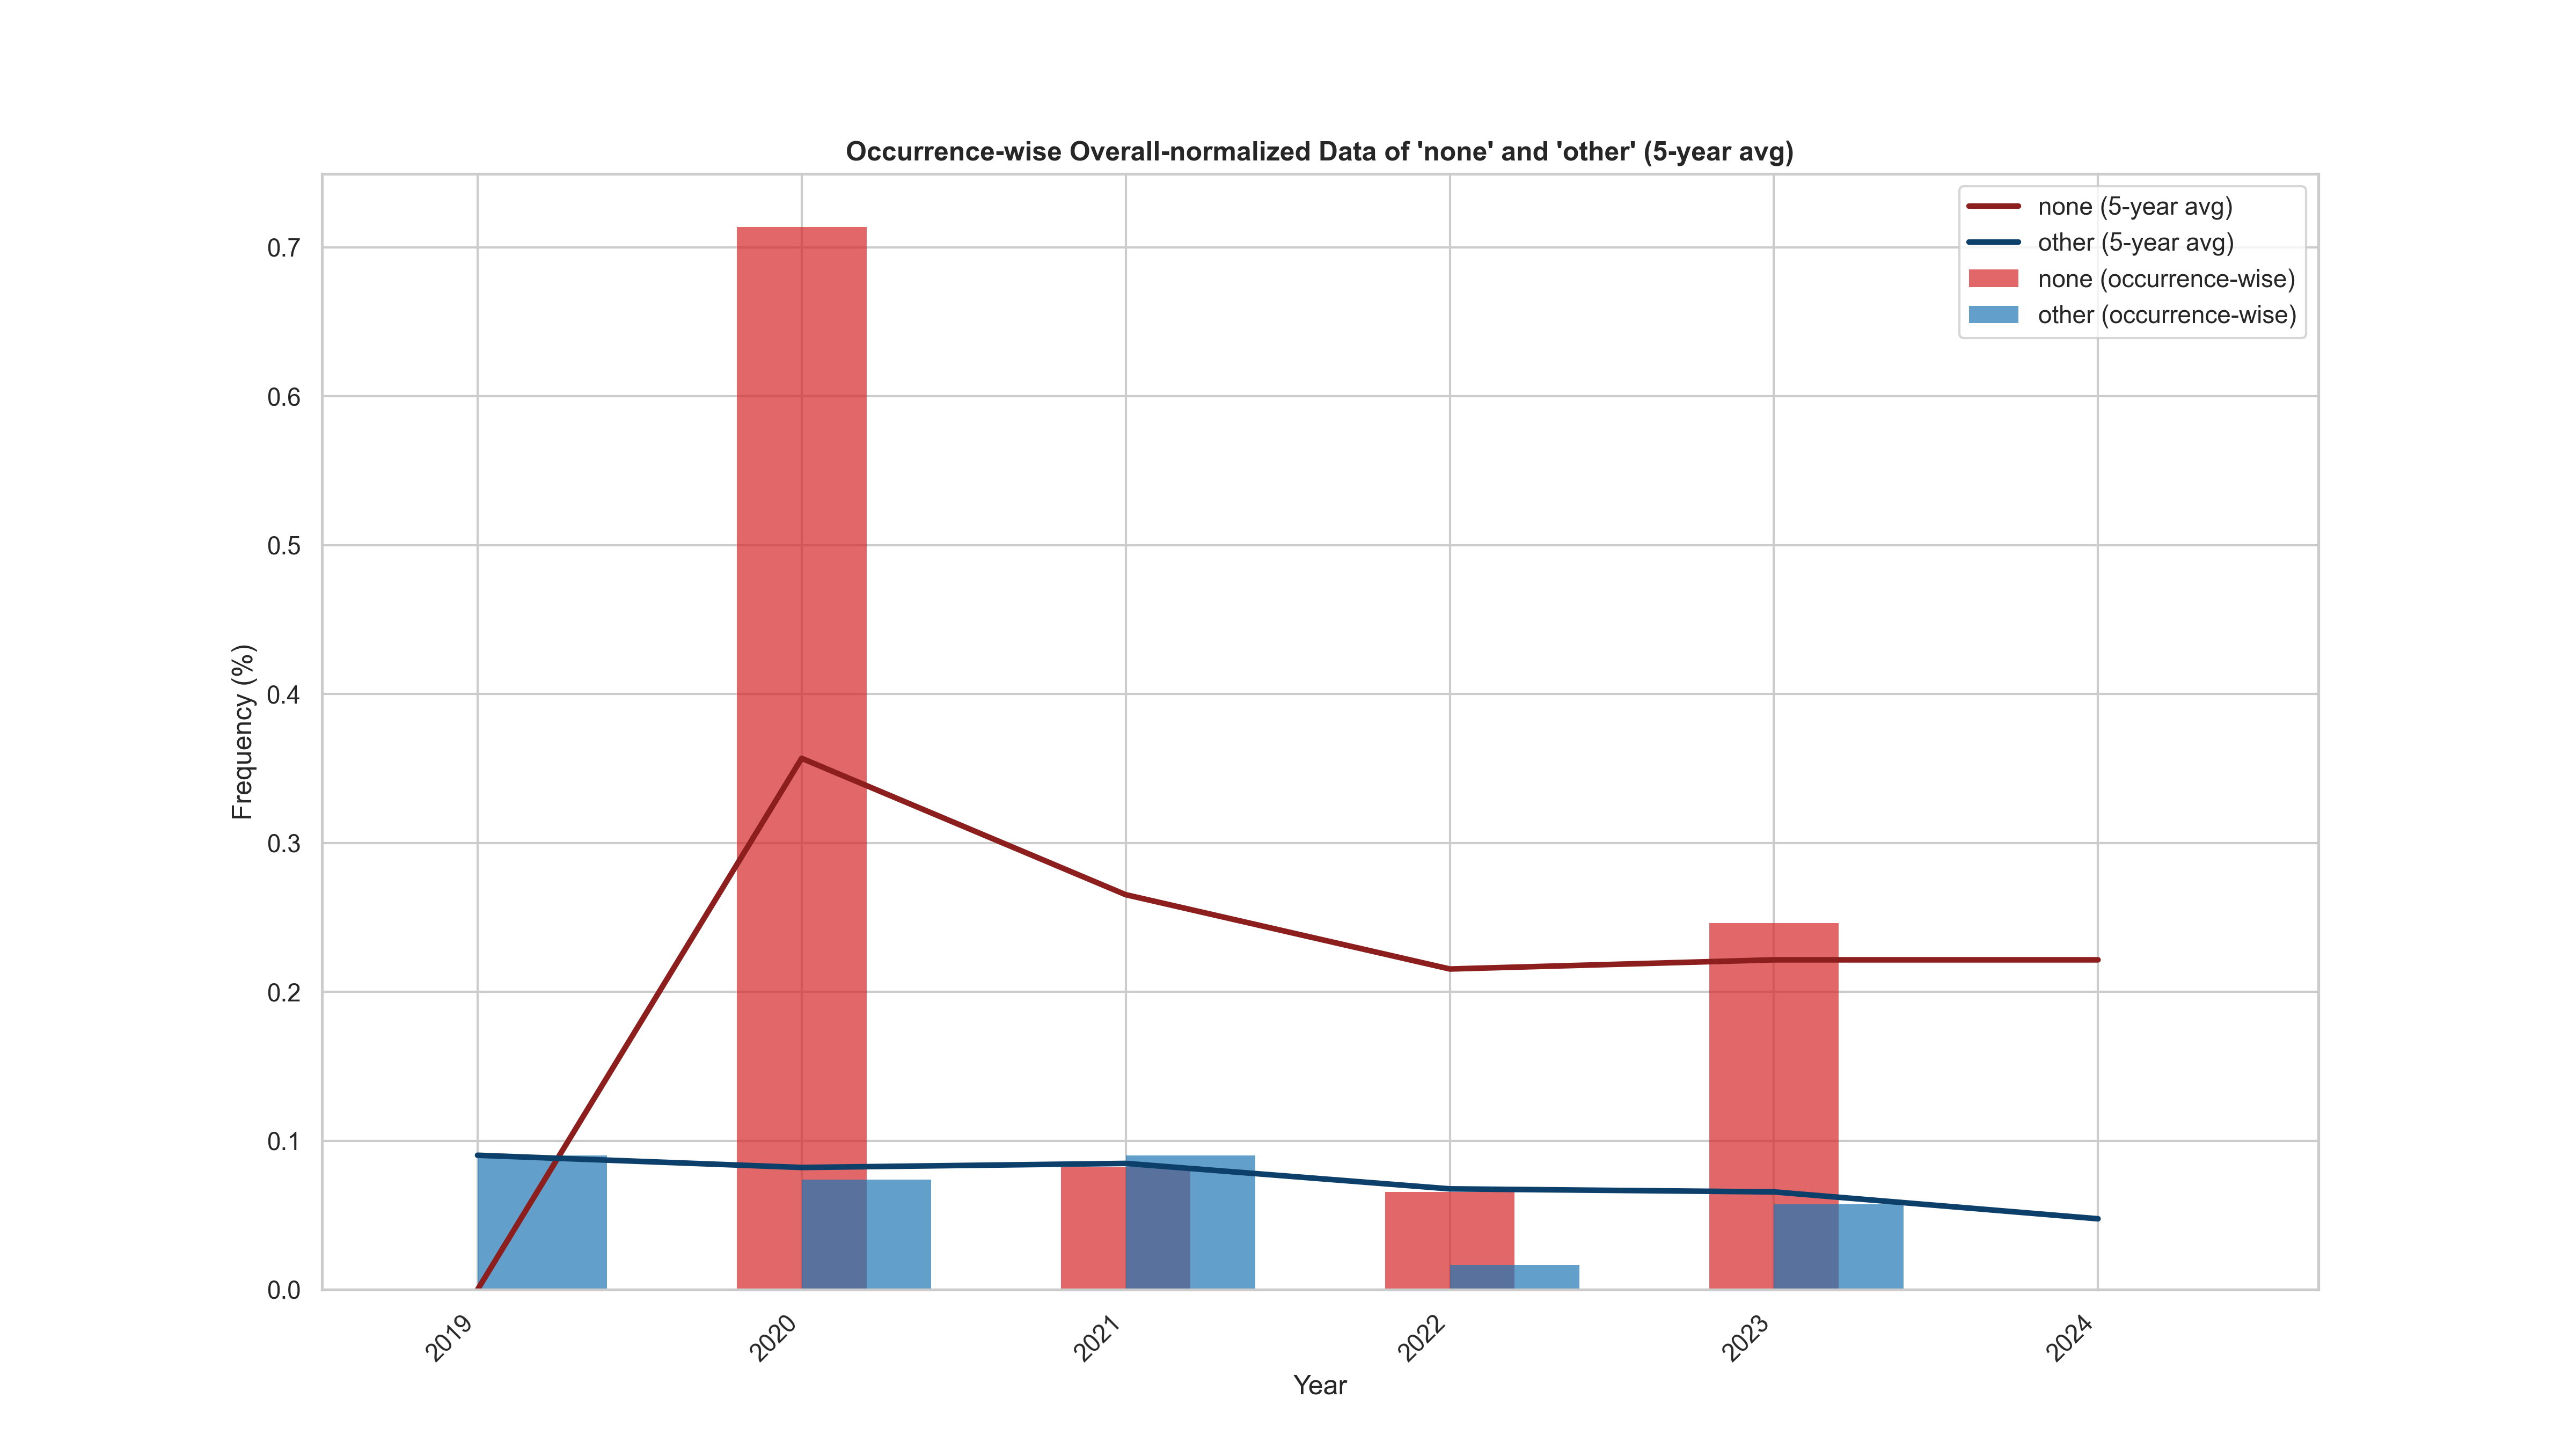 Occurrence-wise Overall-normalized Data of 'none' and 'other' (5-year avg)
none (5-year avg)
other (5-year avg)
none (occurrence-wise)
other (occurrence-wise)
Frequency (%)
0.7
0.6
0.5
0.4
0.3
0.2
0.1
0.0
2019
2020
2021
2022
2023
2024
Year